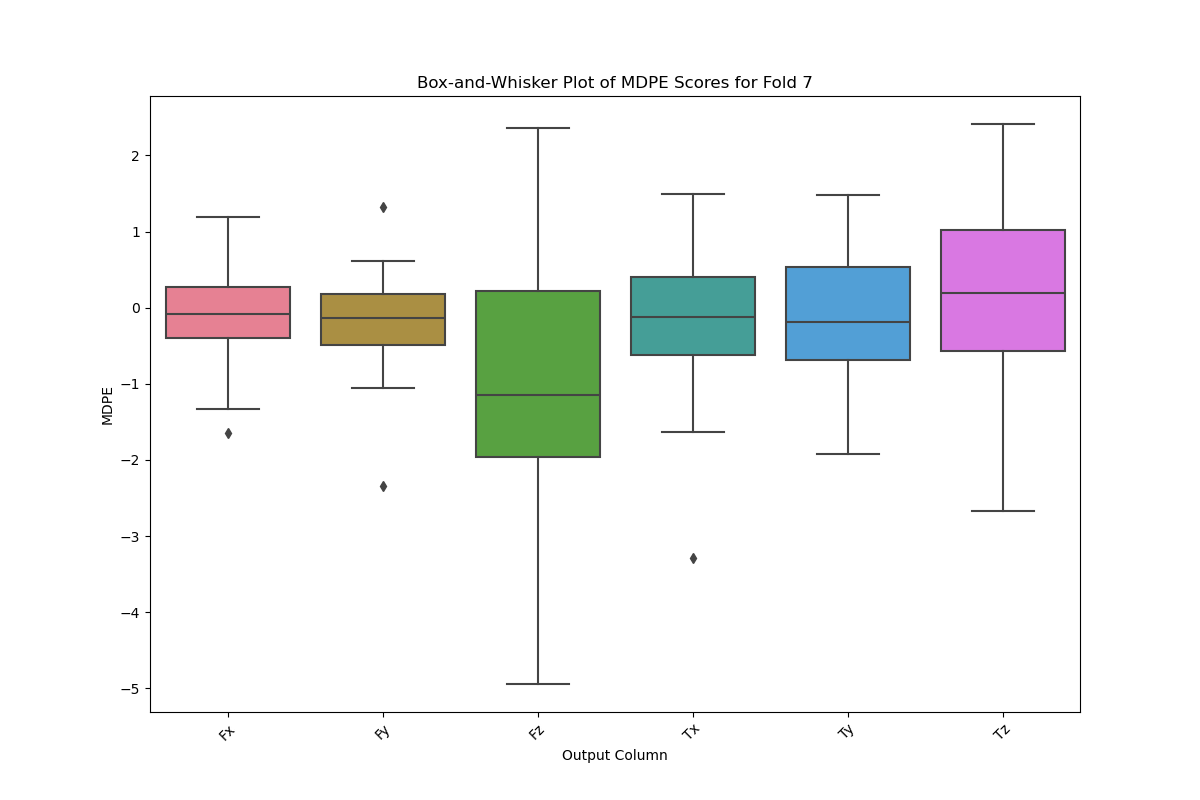 Box-and-Whisker Plot of MDPE Scores for Fold 7
MDPE
2
1
0
−1
−2
−3
−4
−5
Fx
Fy
Fz
Tx
Ty
Tz
Output Column